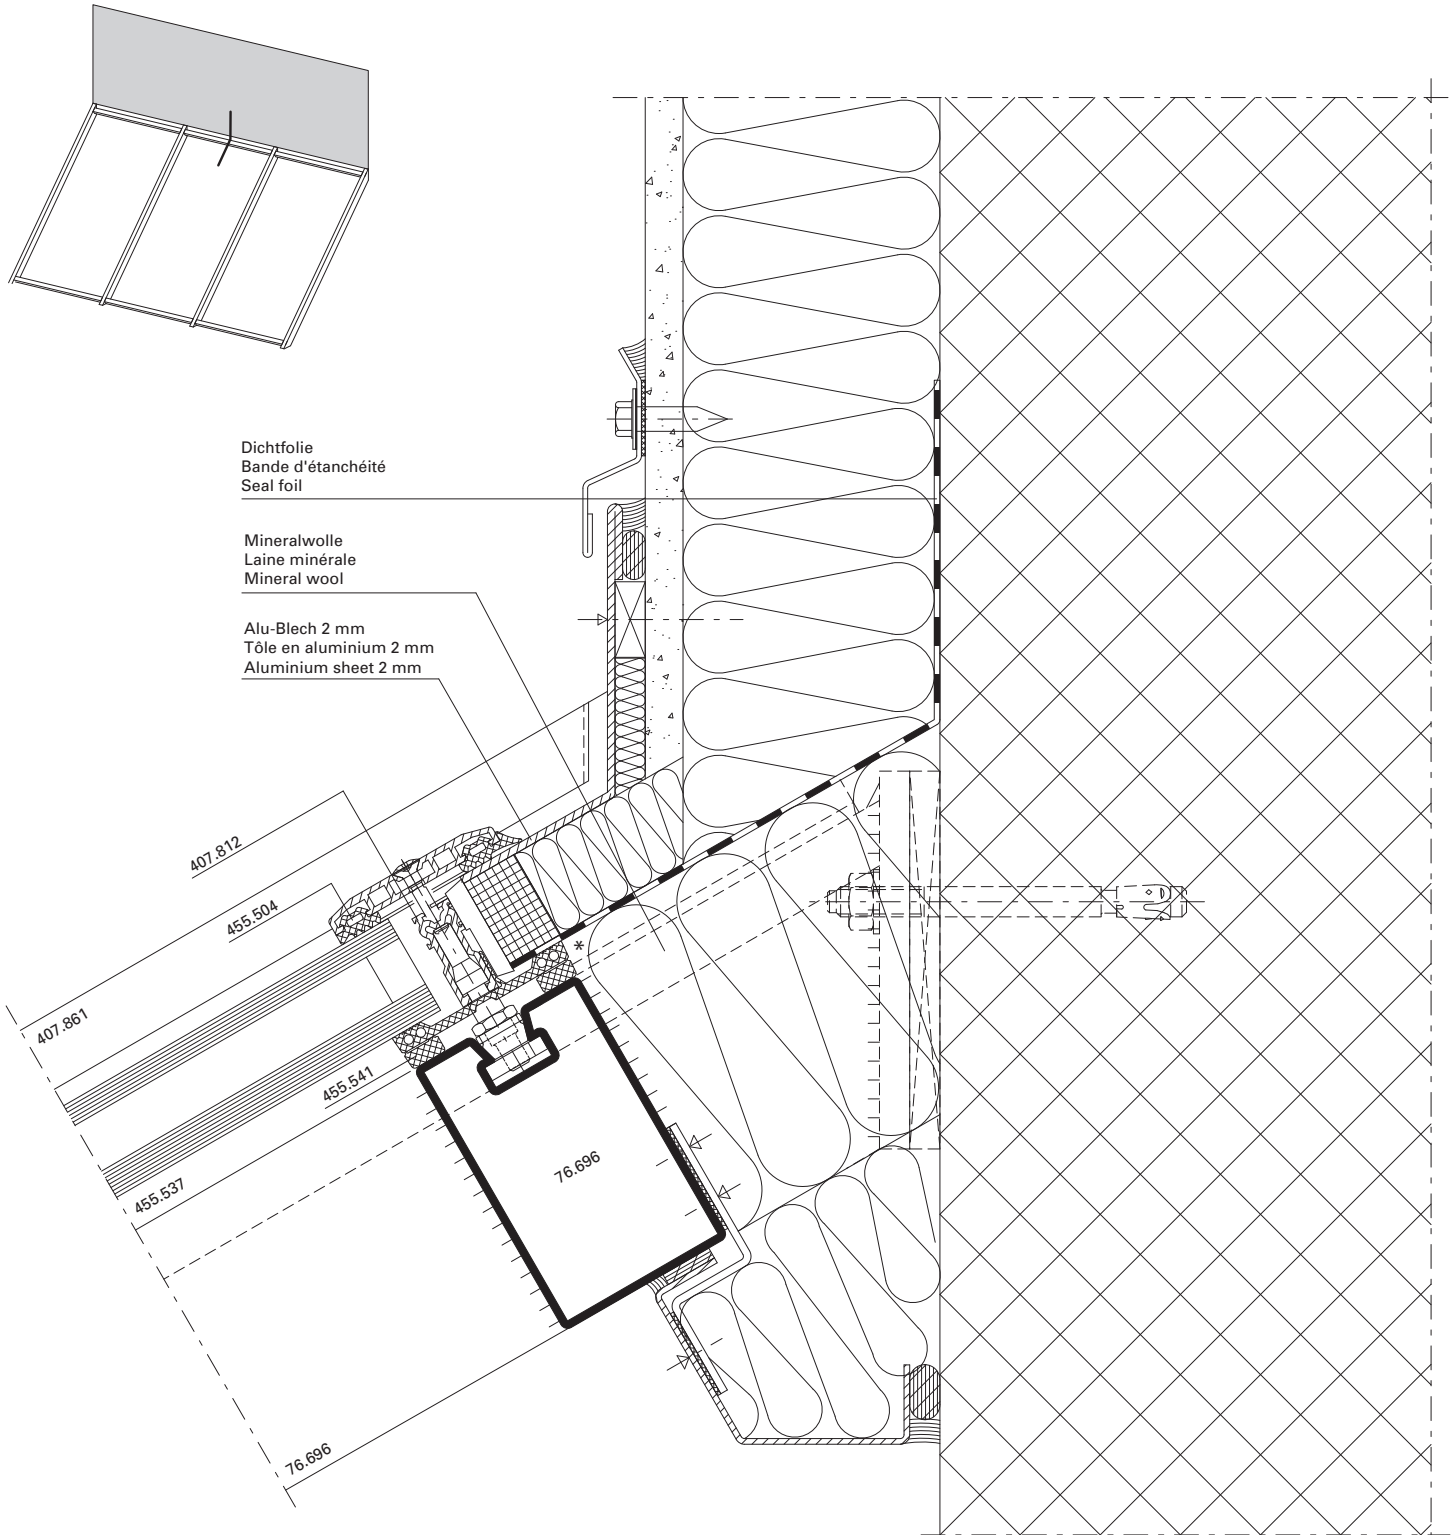 Dichtfolie
Bande d'étanchéité
Seal foil
Mineralwolle
Laine minérale
Mineral wool
Alu-Blech 2 mm
Tôle en aluminium 2 mm
Aluminium sheet 2 mm
407.812
455.504
*
407.861
455.541
76.696
455.537
76.696